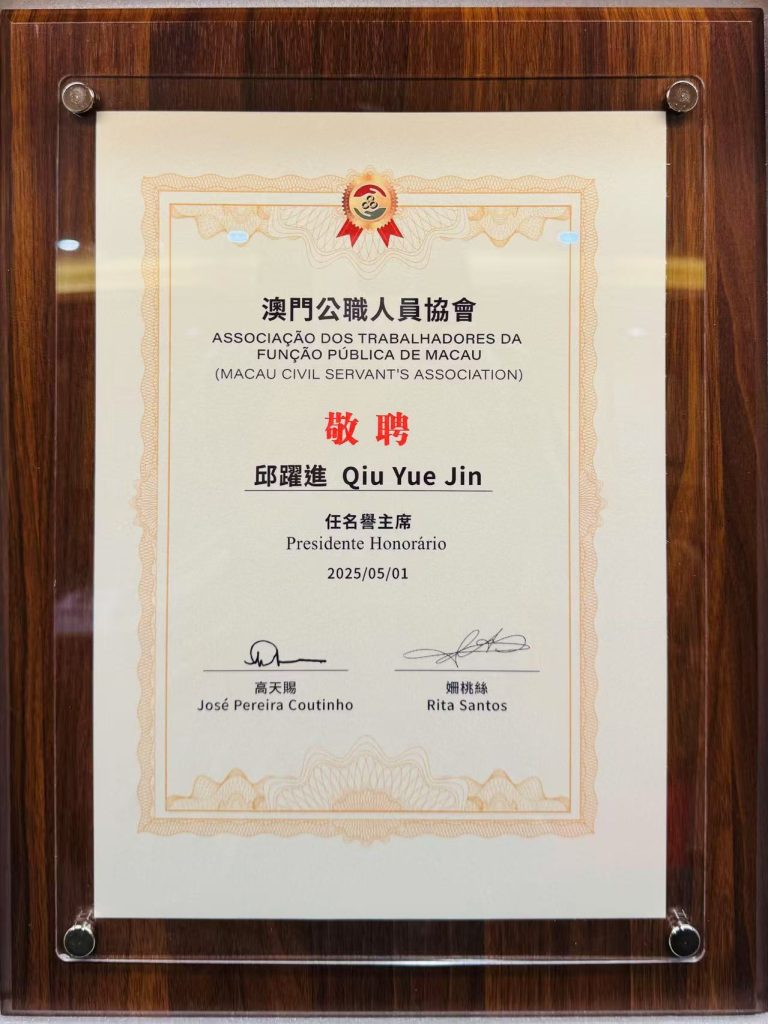 澳門公職人員協會
ASSOCIAÇÃO DOS TRABALHADORES DA
FUNÇÃO PÚBLICA DE MACAU
(MACAU CIVIL SERVANT'S ASSOCIATION)
敬 聘
邱躍進 Qiu Yue Jin
任名譽主席
Presidente Honorário
2025/05/01
高天賜
José Pereira Coutinho
姍桃絲
Rita Santos